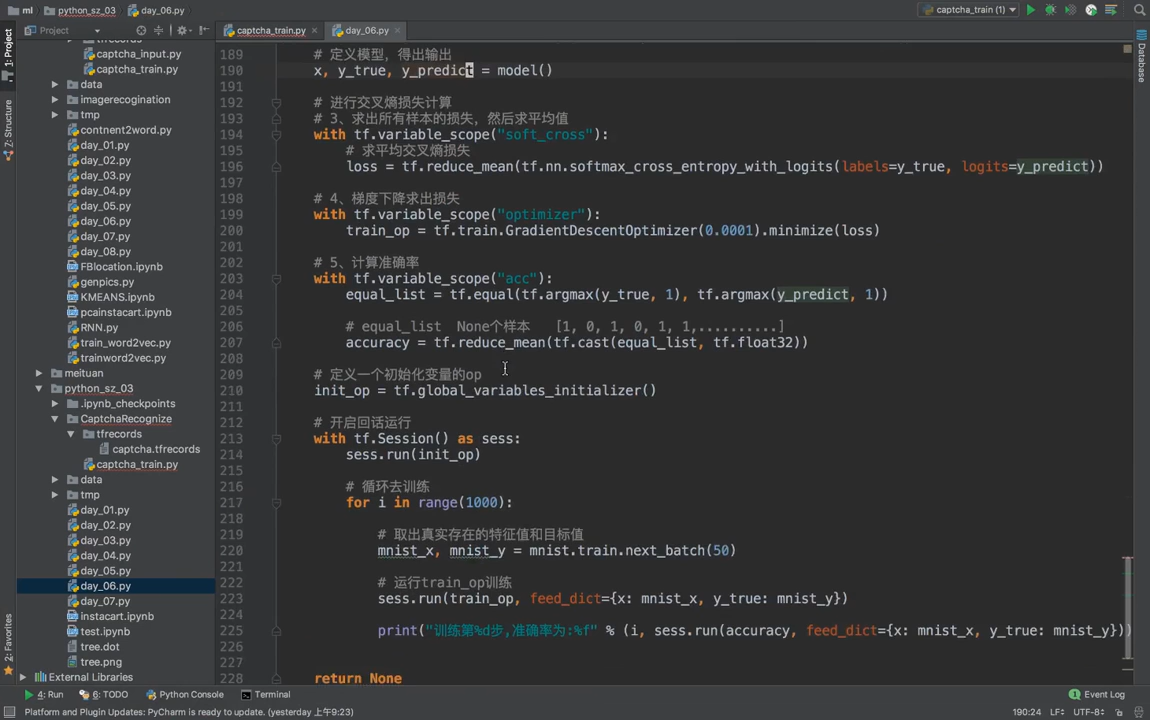 ml python_sz_03 day_06.py captcha_train (1)
Project captcha_train.py day_06.py
1: Project
Z: Structure
2: Favorites
Database
captcha_input.py
captcha_train.py
data
imagerecogination
tmp
contnent2word.py
day_01.py
day_02.py
day_03.py
day_04.py
day_05.py
day_06.py
day_07.py
day_08.py
FBlocation.ipynb
genpics.py
KMEANS.ipynb
pcainstacart.ipynb
RNN.py
train_word2vec.py
trainword2vec.py
meituan
python_sz_03
.ipynb_checkpoints
CaptchaRecognize
tfrecords
captcha.tfrecords
captcha_train.py
data
tmp
day_01.py
day_02.py
day_03.py
day_04.py
day_05.py
day_06.py
day_07.py
instacart.ipynb
test.ipynb
tree.dot
tree.png
External Libraries
189 # 定义模型，得出输出
190 x, y_true, y_predict = model()
191
192 # 进行交叉熵损失计算
193 # 3、求出所有样本的损失，然后求平均值
194 with tf.variable_scope("soft_cross"):
195 # 求平均交叉熵损失
196 loss = tf.reduce_mean(tf.nn.softmax_cross_entropy_with_logits(labels=y_true, logits=y_predict))
197
198 # 4、梯度下降求出损失
199 with tf.variable_scope("optimizer"):
200 train_op = tf.train.GradientDescentOptimizer(0.0001).minimize(loss)
201
202 # 5、计算准确率
203 with tf.variable_scope("acc"):
204 equal_list = tf.equal(tf.argmax(y_true, 1), tf.argmax(y_predict, 1))
205
206 # equal_list None个样本 [1, 0, 1, 0, 1, 1,..........]
207 accuracy = tf.reduce_mean(tf.cast(equal_list, tf.float32))
208
209 # 定义一个初始化变量的op
210 init_op = tf.global_variables_initializer()
211
212 # 开启回话运行
213 with tf.Session() as sess:
214 sess.run(init_op)
215
216 # 循环去训练
217 for i in range(1000):
218
219 # 取出真实存在的特征值和目标值
220 mnist_x, mnist_y = mnist.train.next_batch(50)
221
222 # 运行train_op训练
223 sess.run(train_op, feed_dict={x: mnist_x, y_true: mnist_y})
224
225 print("训练第%d步,准确率为:%f" % (i, sess.run(accuracy, feed_dict={x: mnist_x, y_true: mnist_y}))
226
227
228 return None
4: Run 6: TODO Python Console Terminal 1 Event Log
Platform and Plugin Updates: PyCharm is ready to update. (yesterday 上午9:23) 190:24 LF UTF-8